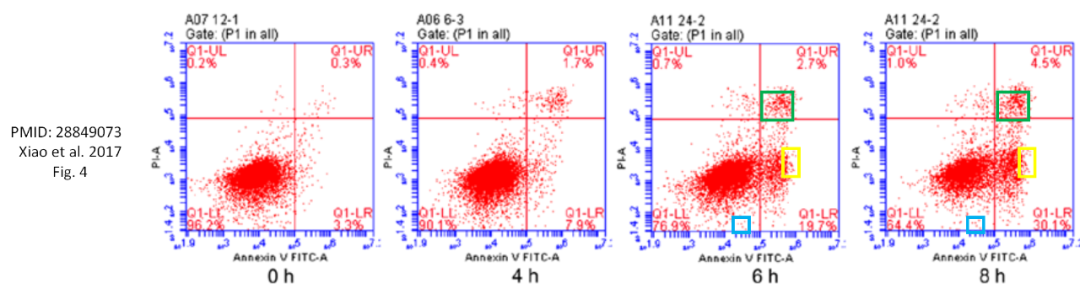 PMID: 28849073
Xiao et al. 2017
Fig. 4
A07 12-1
Gate: (P1 in all)
Q1-UL
0.2%
Q1-UR
0.3%
Q1-LL
96.2%
Q1-LR
3.3%
PI-A
Annexin V FITC-A
0 h
A06 6-3
Gate: (P1 in all)
Q1-UL
0.4%
Q1-UR
1.7%
Q1-LL
90.1%
Q1-LR
7.9%
PI-A
Annexin V FITC-A
4 h
A11 24-2
Gate: (P1 in all)
Q1-UL
0.7%
Q1-UR
2.7%
Q1-LL
76.9%
Q1-LR
19.7%
PI-A
Annexin V FITC-A
6 h
A11 24-2
Gate: (P1 in all)
Q1-UL
1.0%
Q1-UR
4.5%
Q1-LL
64.4%
Q1-LR
30.1%
PI-A
Annexin V FITC-A
8 h